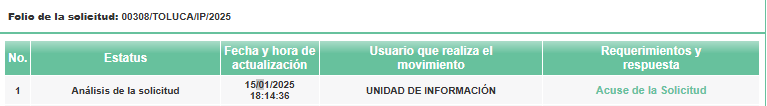 Folio de la solicitud: 00308/TOLUCA/IP/2025
No. Estatus Fecha y hora de actualización Usuario que realiza el movimiento Requerimientos y respuesta
1 Análisis de la solicitud 15/01/2025 18:14:36 UNIDAD DE INFORMACIÓN Acuse de la Solicitud